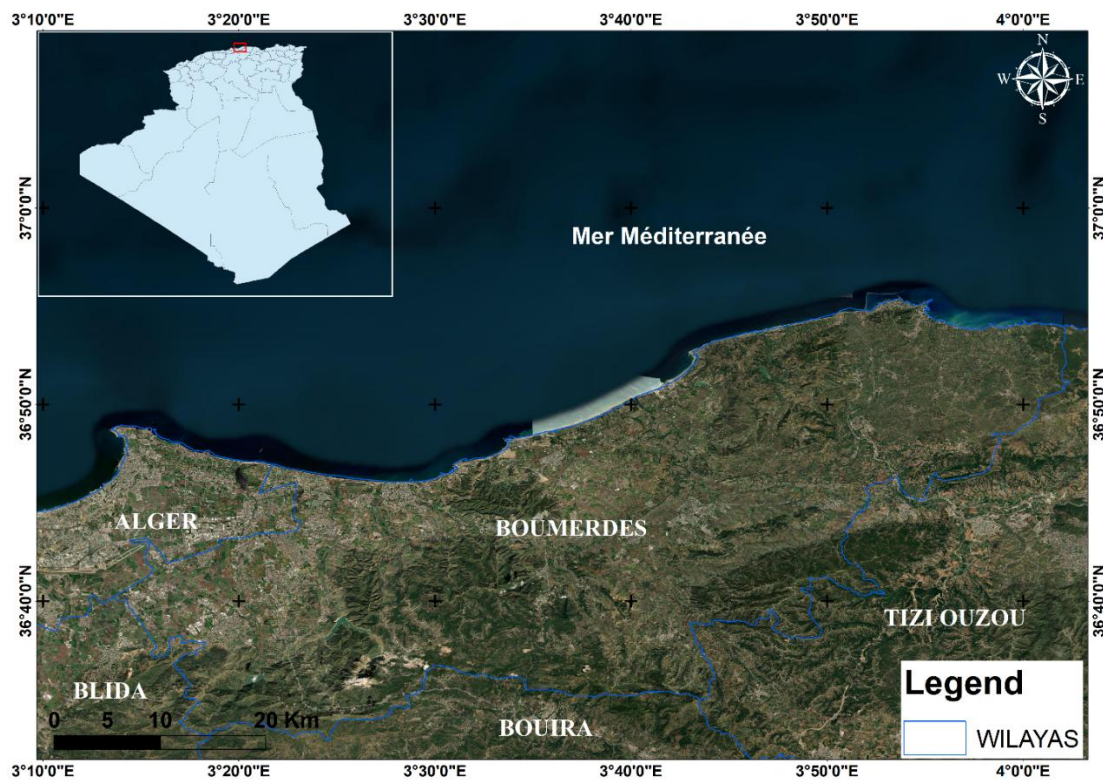 3°10'0"E 3°20'0"E 3°30'0"E 3°40'0"E 3°50'0"E 4°0'0"E
N
W E
S
37°0'0"N 37°0'0"N
Mer Méditerranée
36°50'0"N 36°50'0"N
ALGER
BOUMERDES
36°40'0"N 36°40'0"N
TIZI OUZOU
BLIDA
Legend
0 5 10 20 Km
BOUIRA
WILAYAS
3°10'0"E 3°20'0"E 3°30'0"E 3°40'0"E 3°50'0"E 4°0'0"E